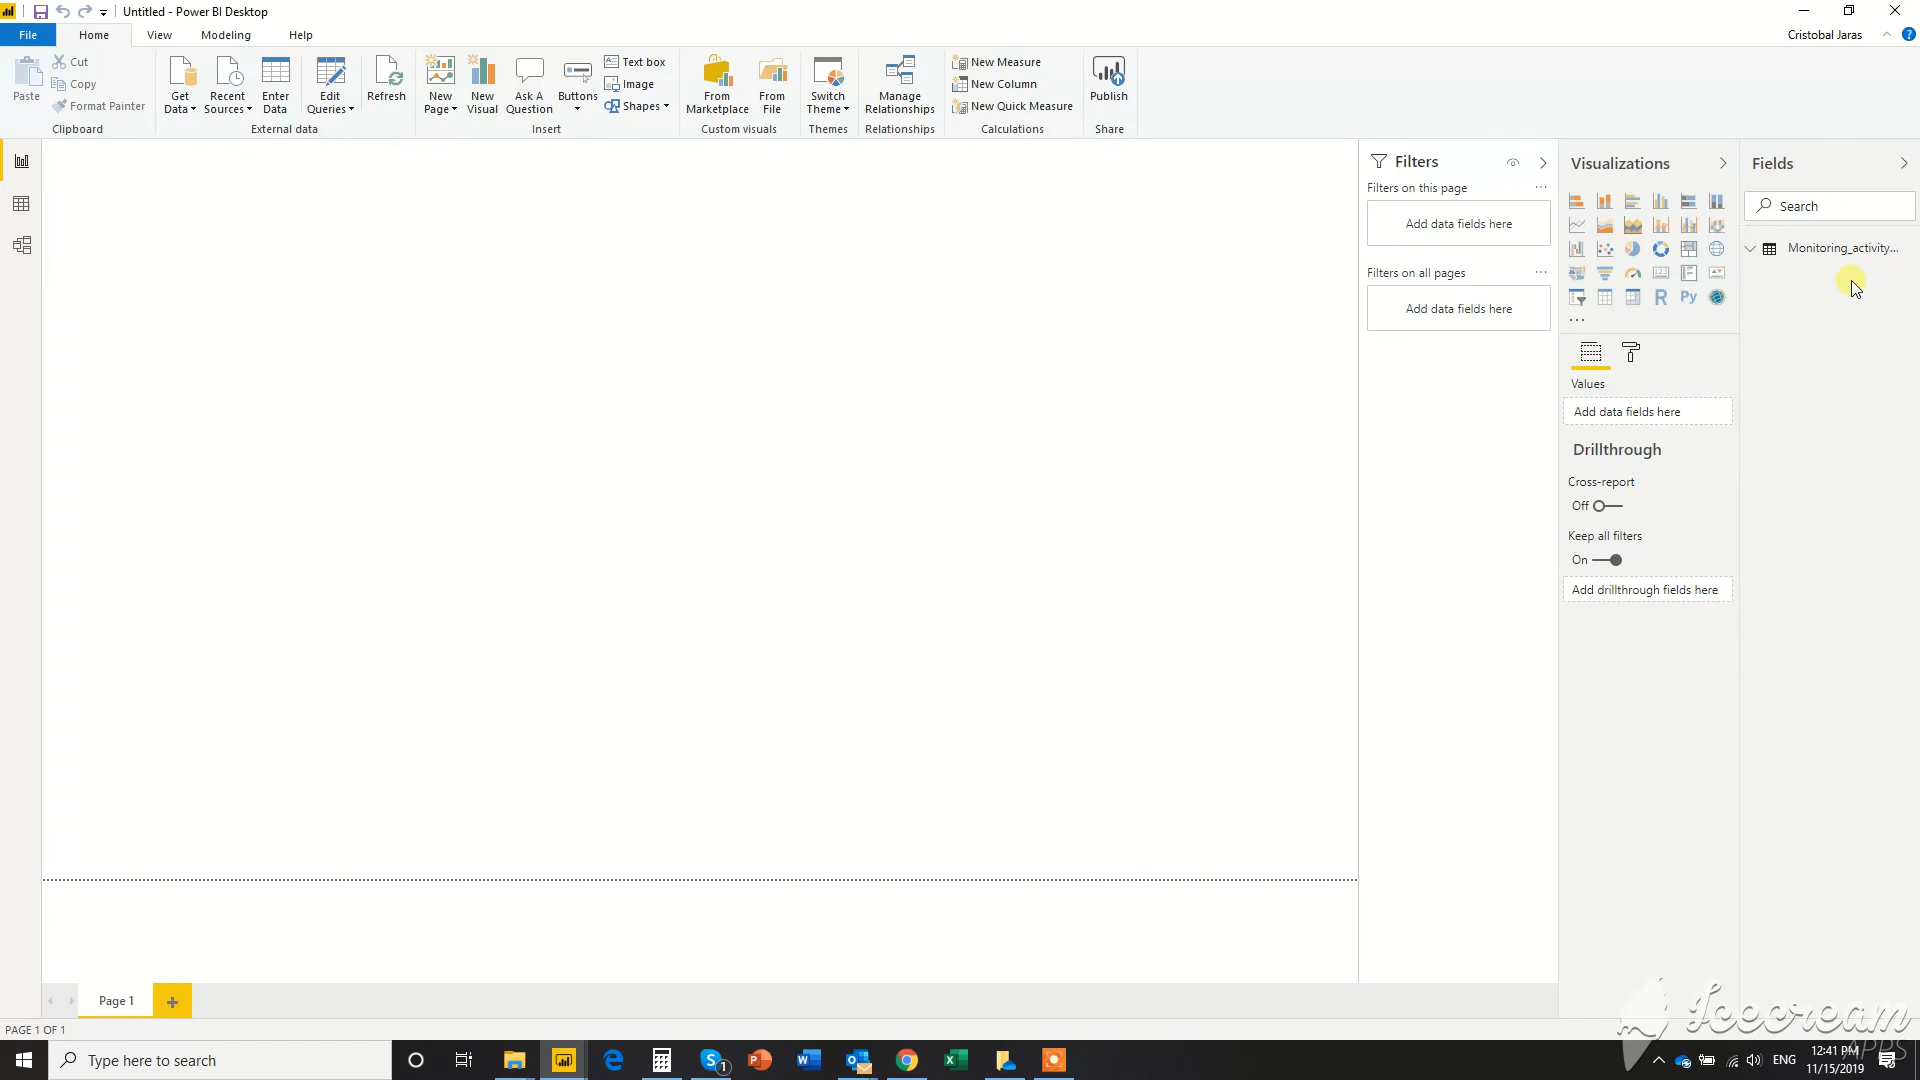 Untitled - Power BI Desktop
File Home View Modeling Help Cristobal Jaras
Paste
Cut
Copy
Format Painter
Clipboard
Get Data
Recent Sources
Enter Data
Edit Queries
Refresh
External data
New Page
New Visual
Ask A Question
Buttons
Text box
Image
Shapes
Insert
From Marketplace
From File
Custom visuals
Switch Theme
Themes
Manage Relationships
Relationships
New Measure
New Column
New Quick Measure
Calculations
Publish
Share
Filters
Filters on this page
Add data fields here
Filters on all pages
Add data fields here
Visualizations
R Py
Values
Add data fields here
Drillthrough
Cross-report
Off
Keep all filters
On
Add drillthrough fields here
Fields
Search
Monitoring_activity...
Page 1
PAGE 1 OF 1
Icecream
APPS
Type here to search
1
ENG
12:41 PM
11/15/2019